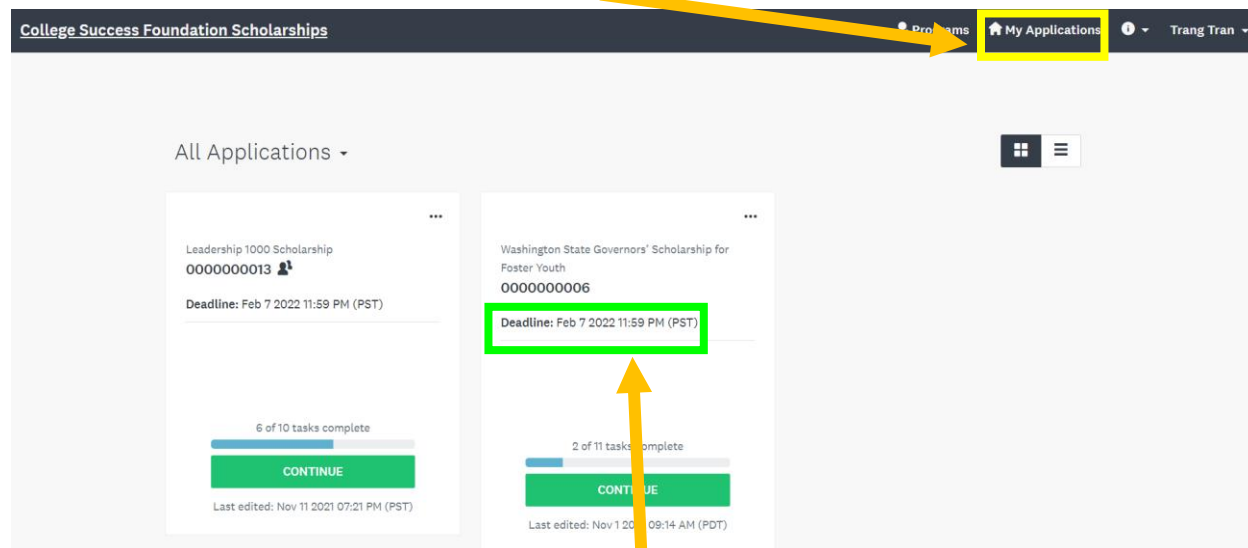 College Success Foundation Scholarships
Programs My Applications Trang Tran
All Applications
Leadership 1000 Scholarship
0000000013
Deadline: Feb 7 2022 11:59 PM (PST)
6 of 10 tasks complete
CONTINUE
Last edited: Nov 11 2021 07:21 PM (PST)
Washington State Governors' Scholarship for
Foster Youth
0000000006
Deadline: Feb 7 2022 11:59 PM (PST)
2 of 11 tasks complete
CONTINUE
Last edited: Nov 1 09:14 AM (PDT)